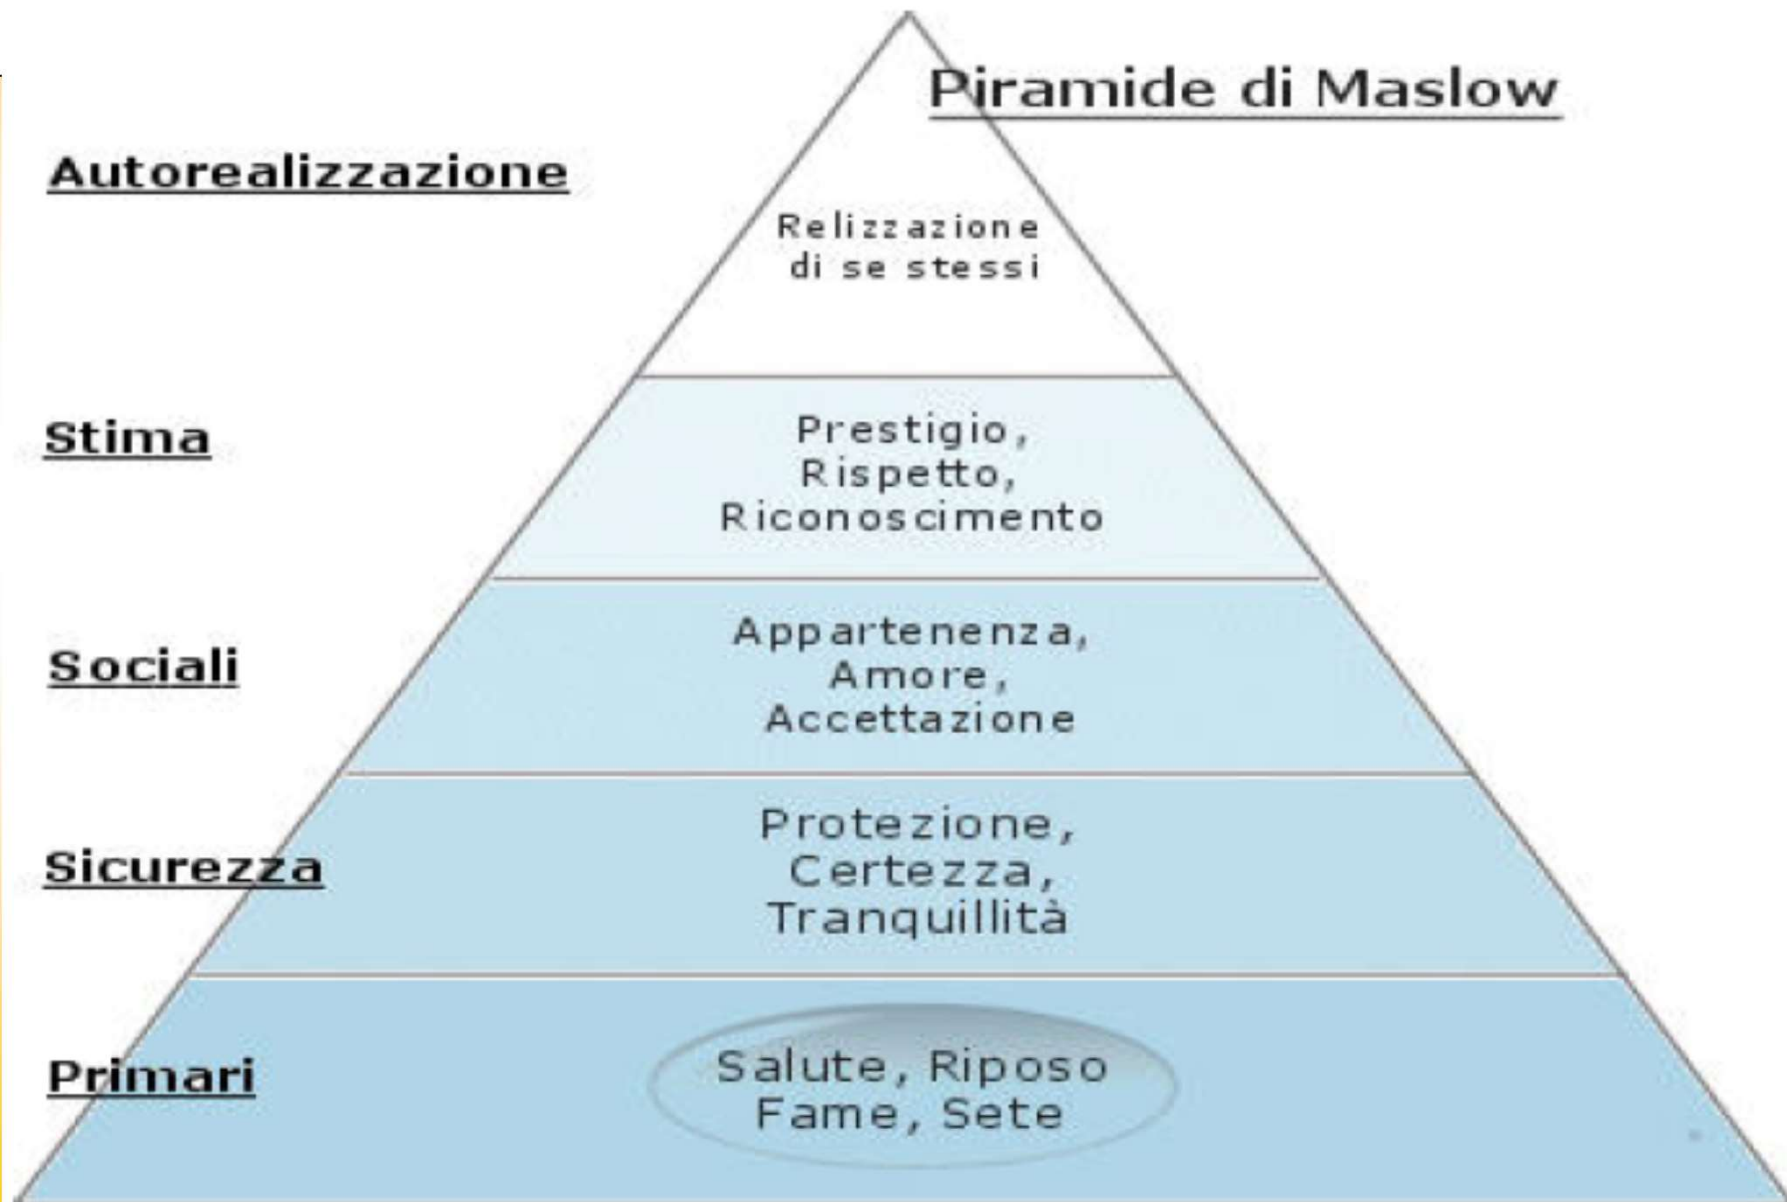 Piramide di Maslow
Autorealizzazione
Relizzazione
di se stessi
Stima
Prestigio,
Rispetto,
Riconoscimento
Sociali
Appartenenza,
Amore,
Accettazione
Sicurezza
Protezione,
Certezza,
Tranquillità
Primari
Salute, Riposo
Fame, Sete